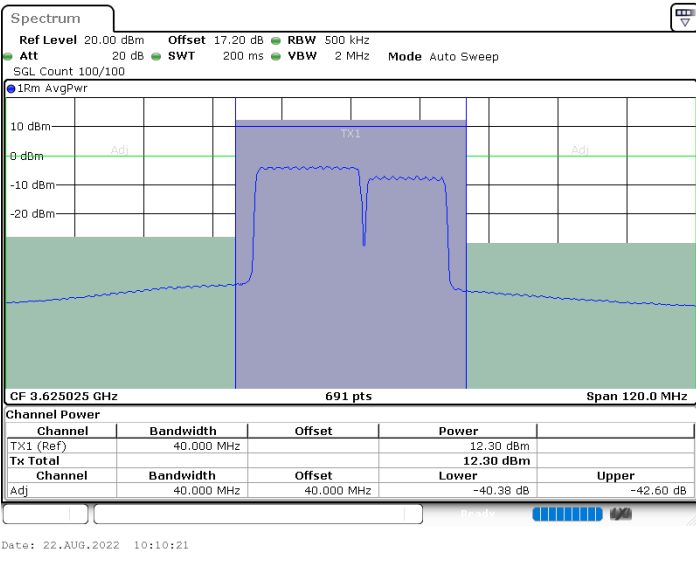 Spectrum
Ref Level 20.00 dBm Offset 17.20 dB RBW 500 kHz
Att 20 dB SWT 200 ms VBW 2 MHz Mode Auto Sweep
SGL Count 100/100
1Rm AvgPwr
10 dBm
TX1
Adj
Adj
0 dBm
-10 dBm
-20 dBm
CF 3.625025 GHz 691 pts Span 120.0 MHz
Channel Power
Channel Bandwidth Offset Power
TX1 (Ref) 40.000 MHz 12.30 dBm
Tx Total 12.30 dBm
Channel Bandwidth Offset Lower Upper
Adj 40.000 MHz 40.000 MHz -40.38 dB -42.60 dB
Ready
Date: 22.AUG.2022 10:10:21